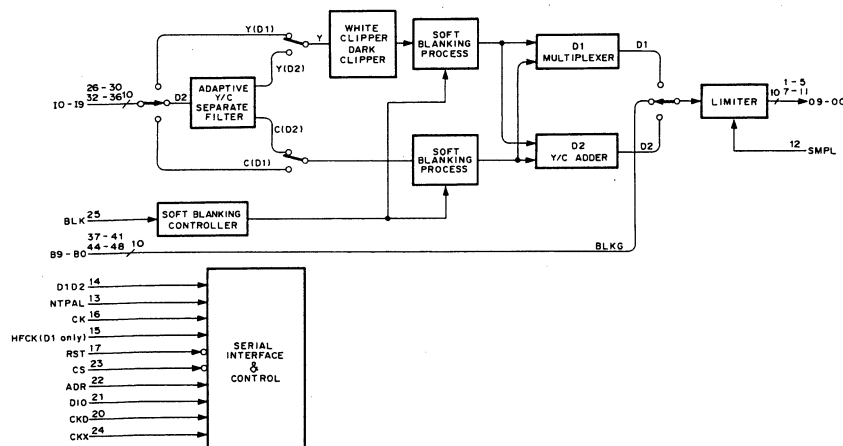 Y(D1)
Y
WHITE
CLIPPER
DARK
CLIPPER
SOFT
BLANKING
PROCESS
D1
MULTIPLEXER
D1
Y(D2)
26-30
32-36 10
I0-I9
D2
ADAPTIVE
Y/C
SEPARATE
FILTER
LIMITER
1-5
10 7-11
09-00
C(D2)
C(D1)
SOFT
BLANKING
PROCESS
D2
Y/C ADDER
D2
12
SMPL
BLK 25
SOFT BLANKING
CONTROLLER
37-41
44-48 10
B9-B0
BLKG
D1D2 14
NTPAL 13
CK 16
HFCK(D1 only) 15
RST 17
CS 23
ADR 22
DIO 21
CKD 20
CKX 24
SERIAL
INTERFACE
&
CONTROL